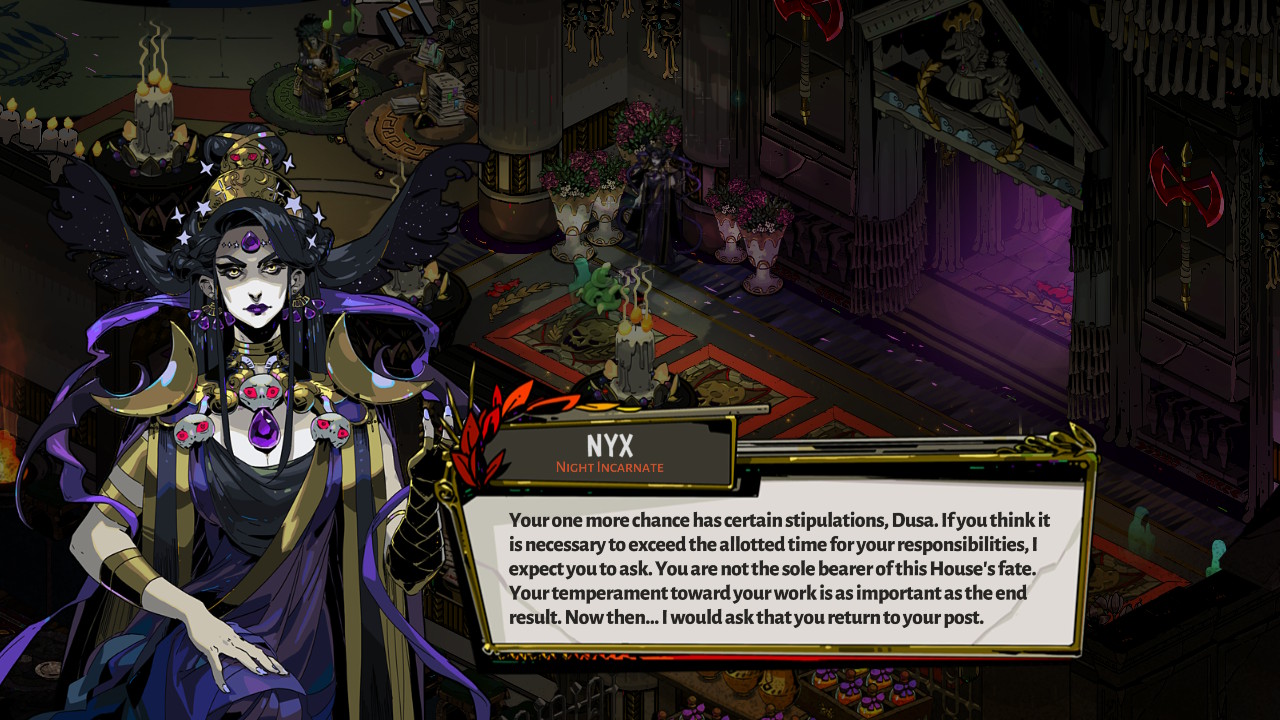 NYX
Night Incarnate
Your one more chance has certain stipulations, Dusa. If you think it
is necessary to exceed the allotted time for your responsibilities, I
expect you to ask. You are not the sole bearer of this House's fate.
Your temperament toward your work is as important as the end
result. Now then... I would ask that you return to your post.